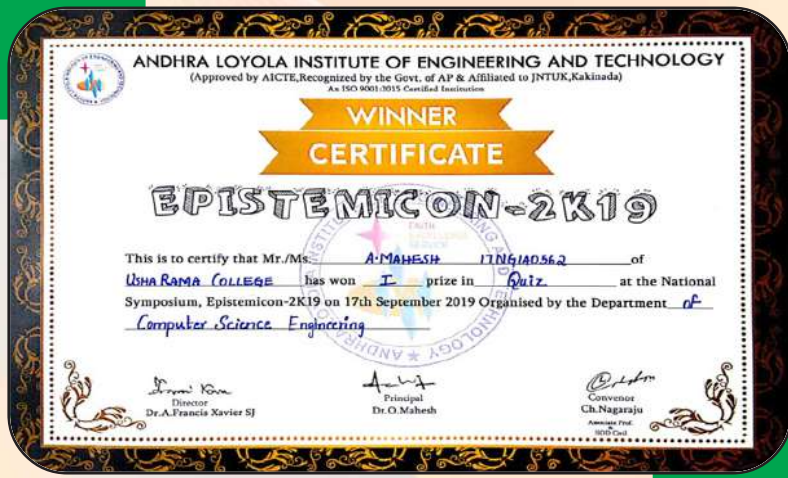 ANDHRA LOYOLA INSTITUTE OF ENGINEERING AND TECHNOLOGY
(Approved by AICTE,Recognized by the Govt. of AP & Affiliated to JNTUK,Kakinada)
An ISO 9001:2015 Certified Institution
WINNER
CERTIFICATE
EPISTEMICON-2K19
This is to certify that Mr./Ms. A.MAHESH 17NG1A0562 of
USHA RAMA COLLEGE has won I prize in Quiz at the National
Symposium, Epistemicon-2K19 on 17th September 2019 Organised by the Department of
Computer Science Engineering
Director
Dr.A.Francis Xavier SJ
Principal
Dr.O.Mahesh
Convenor
Ch.Nagaraju
Associate Prof.
&
HOD Civil